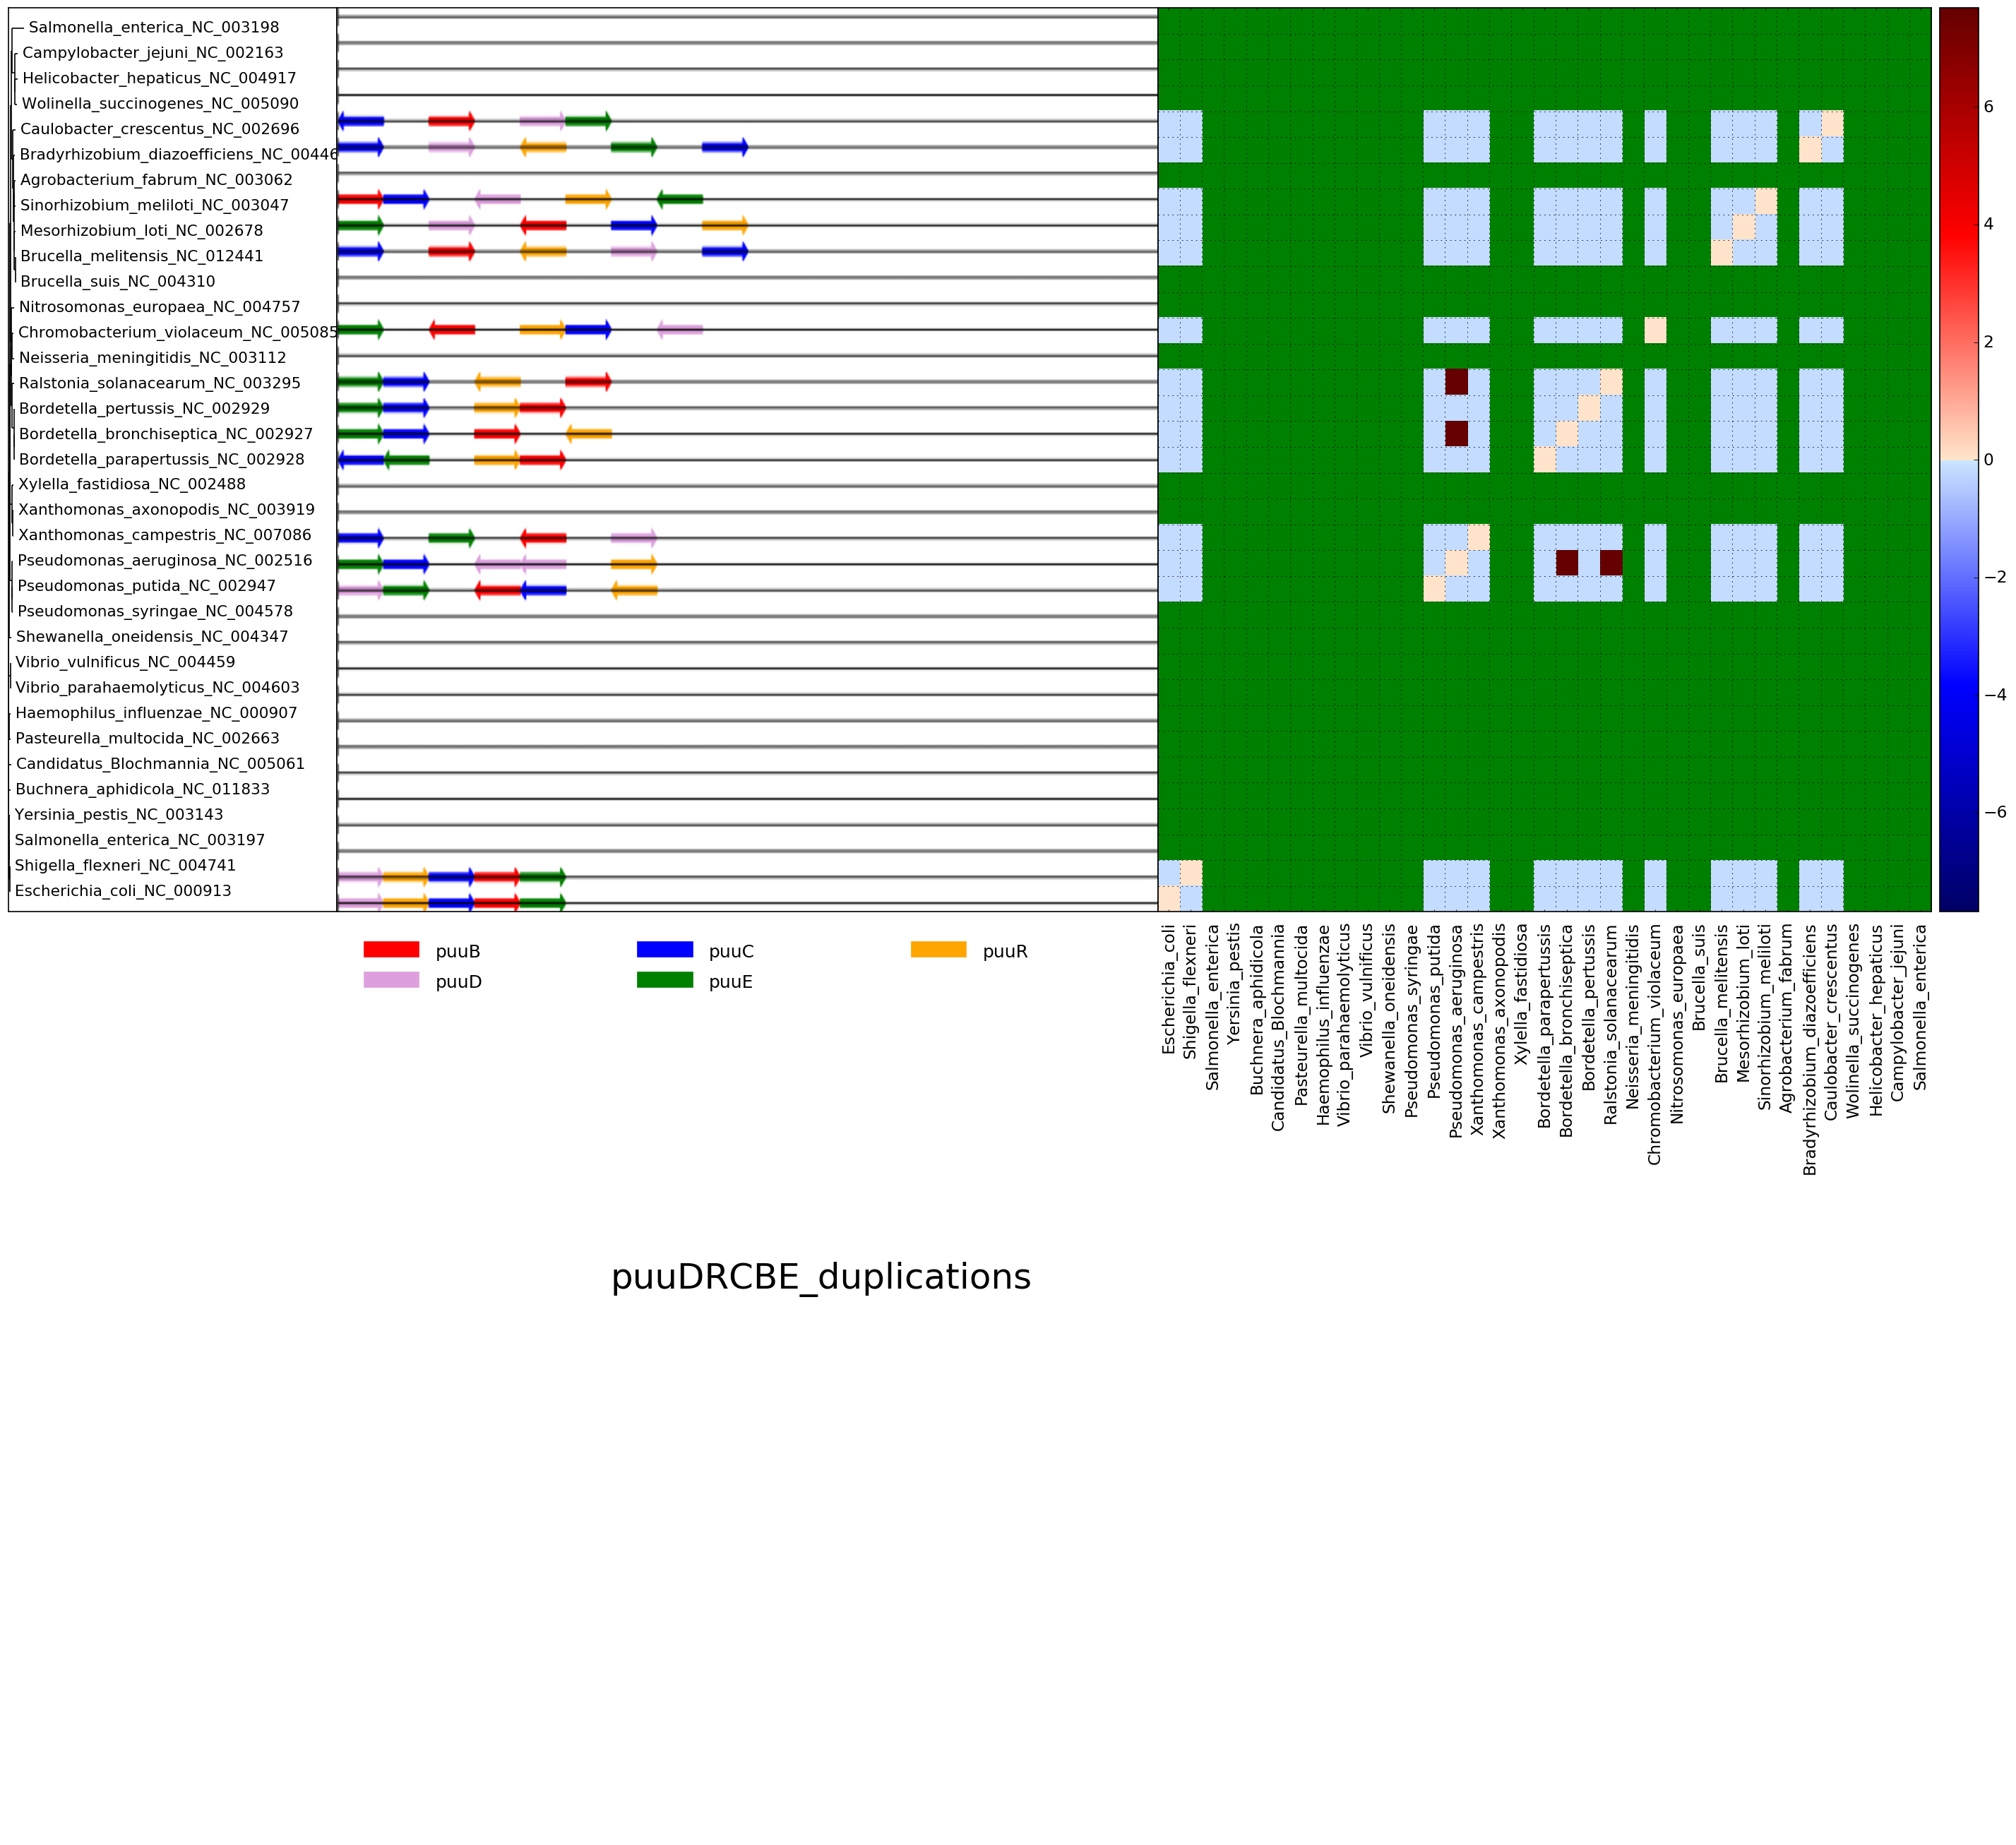 Salmonella_enterica_NC_003198
Campylobacter_jejuni_NC_002163
Helicobacter_hepaticus_NC_004917
Wolinella_succinogenes_NC_005090
Caulobacter_crescentus_NC_002696
Bradyrhizobium_diazoefficiens_NC_00446
Agrobacterium_fabrum_NC_003062
Sinorhizobium_meliloti_NC_003047
Mesorhizobium_loti_NC_002678
Brucella_melitensis_NC_012441
Brucella_suis_NC_004310
Nitrosomonas_europaea_NC_004757
Chromobacterium_violaceum_NC_005085
Neisseria_meningitidis_NC_003112
Ralstonia_solanacearum_NC_003295
Bordetella_pertussis_NC_002929
Bordetella_bronchiseptica_NC_002927
Bordetella_parapertussis_NC_002928
Xylella_fastidiosa_NC_002488
Xanthomonas_axonopodis_NC_003919
Xanthomonas_campestris_NC_007086
Pseudomonas_aeruginosa_NC_002516
Pseudomonas_putida_NC_002947
Pseudomonas_syringae_NC_004578
Shewanella_oneidensis_NC_004347
Vibrio_vulnificus_NC_004459
Vibrio_parahaemolyticus_NC_004603
Haemophilus_influenzae_NC_000907
Pasteurella_multocida_NC_002663
Candidatus_Blochmannia_NC_005061
Buchnera_aphidicola_NC_011833
Yersinia_pestis_NC_003143
Salmonella_enterica_NC_003197
Shigella_flexneri_NC_004741
Escherichia_coli_NC_000913
6
4
2
0
−2
−4
−6
puuB
puuC
puuR
puuD
puuE
Escherichia_coli
Shigella_flexneri
Salmonella_enterica
Yersinia_pestis
Buchnera_aphidicola
Candidatus_Blochmannia
Pasteurella_multocida
Haemophilus_influenzae
Vibrio_parahaemolyticus
Vibrio_vulnificus
Shewanella_oneidensis
Pseudomonas_syringae
Pseudomonas_putida
Pseudomonas_aeruginosa
Xanthomonas_campestris
Xanthomonas_axonopodis
Xylella_fastidiosa
Bordetella_parapertussis
Bordetella_bronchiseptica
Bordetella_pertussis
Ralstonia_solanacearum
Neisseria_meningitidis
Chromobacterium_violaceum
Nitrosomonas_europaea
Brucella_suis
Brucella_melitensis
Mesorhizobium_loti
Sinorhizobium_meliloti
Agrobacterium_fabrum
Bradyrhizobium_diazoefficiens
Caulobacter_crescentus
Wolinella_succinogenes
Helicobacter_hepaticus
Campylobacter_jejuni
Salmonella_enterica
puuDRCBE_duplications